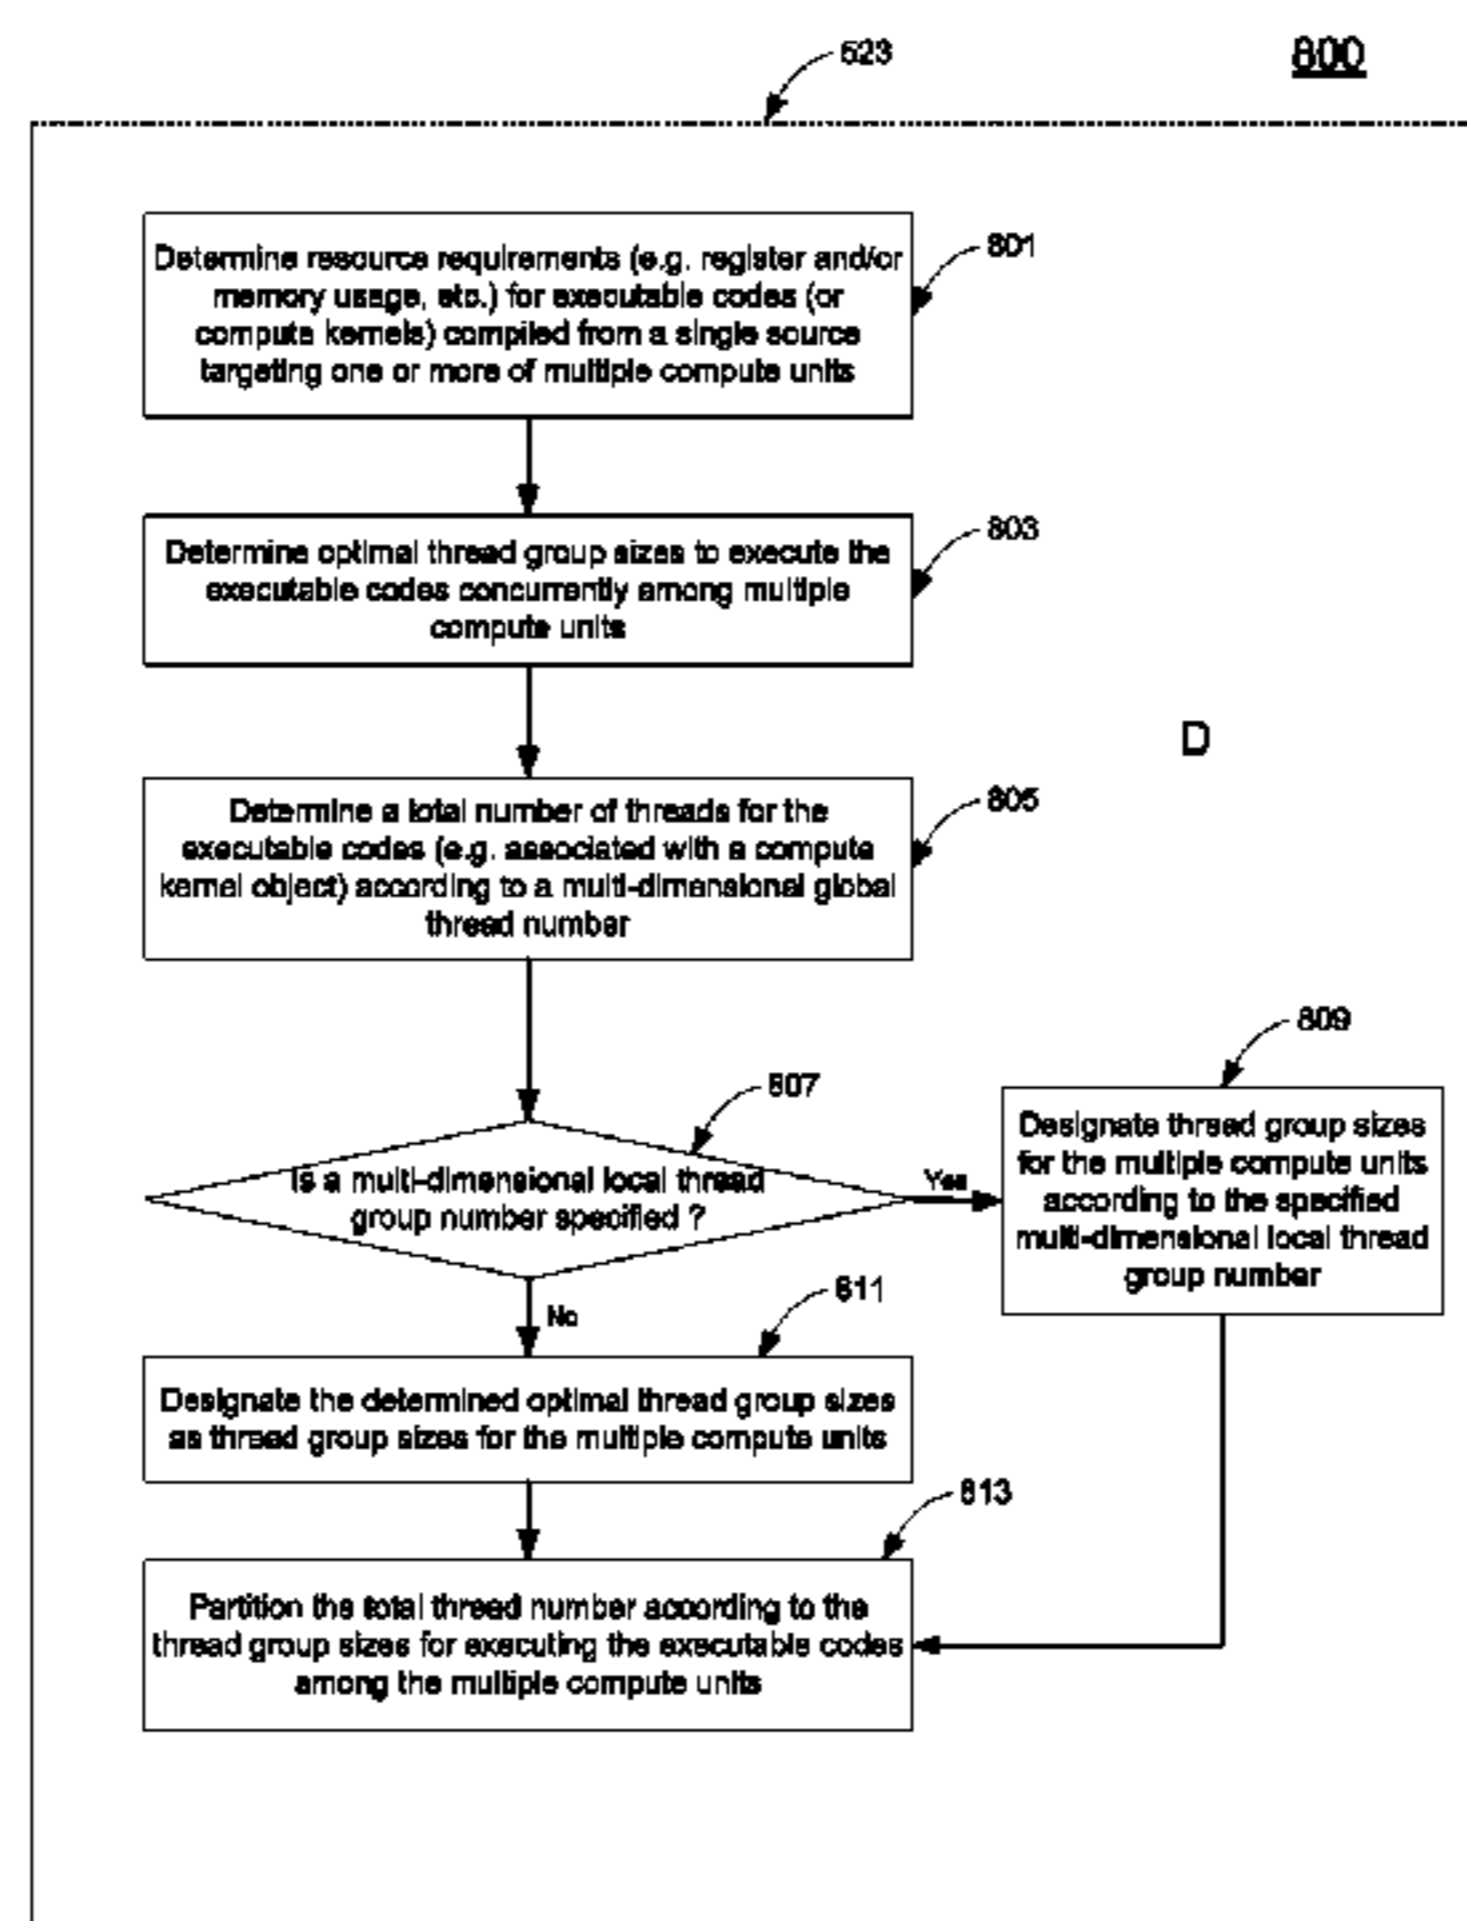 800
523
Determine resource requirements (e.g. register and/or
memory usage, etc.) for executable codes (or
compute kernels) compiled from a single source
targeting one or more of multiple compute units
801
Determine optimal thread group sizes to execute the
executable codes concurrently among multiple
compute units
803
D
Determine a total number of threads for the
executable codes (e.g. associated with a compute
kernel object) according to a multi-dimensional global
thread number
805
Is a multi-dimensional local thread
group number specified ?
807
Yes
809
Designate thread group sizes
for the multiple compute units
according to the specified
multi-dimensional local thread
group number
No
811
Designate the determined optimal thread group sizes
as thread group sizes for the multiple compute units
813
Partition the total thread number according to the
thread group sizes for executing the executable codes
among the multiple compute units